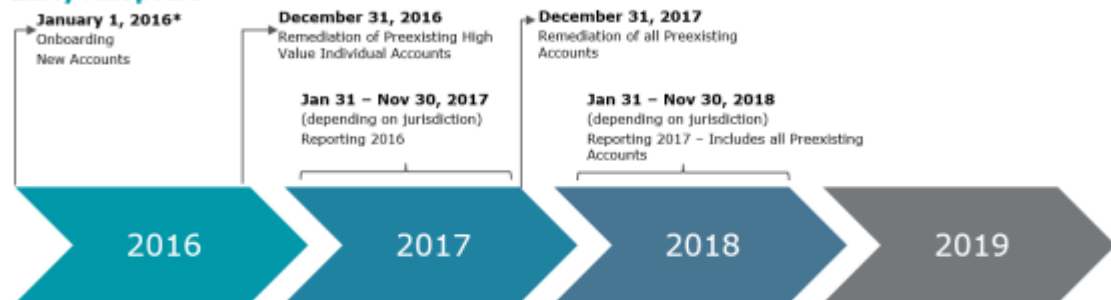 January 1, 2016*
Onboarding
New Accounts
December 31, 2016
Remediation of Preexisting High
Value Individual Accounts
December 31, 2017
Remediation of all Preexisting
Accounts
Jan 31 – Nov 30, 2017
(depending on jurisdiction)
Reporting 2016
Jan 31 – Nov 30, 2018
(depending on jurisdiction)
Reporting 2017 – Includes all Preexisting
Accounts
2016
2017
2018
2019